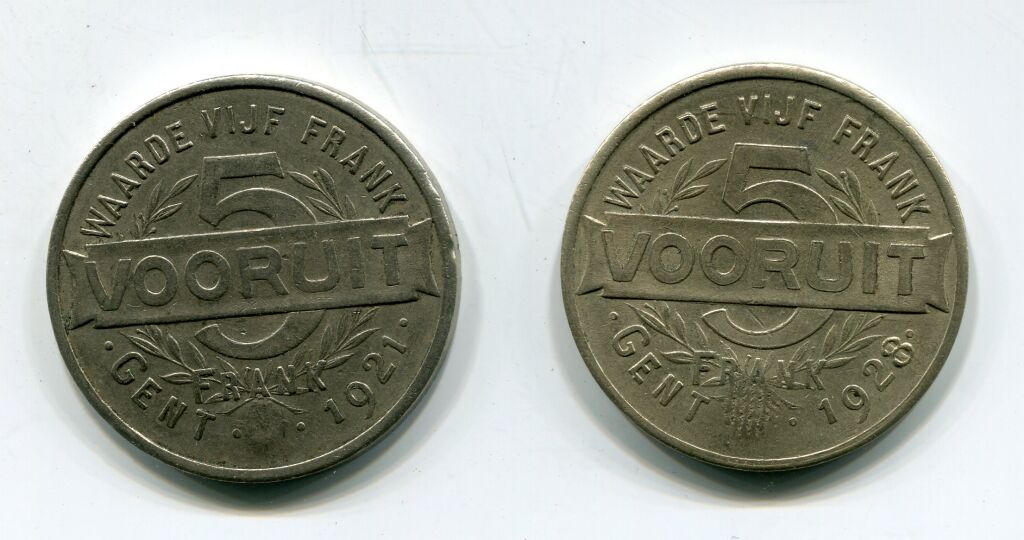 WAARDE VIJF FRANK
5
VOORUIT
FRANK
· GENT · · 1921 ·
WAARDE VIJF FRANK
5
VOORUIT
FRANK
· GENT · 1928 ·